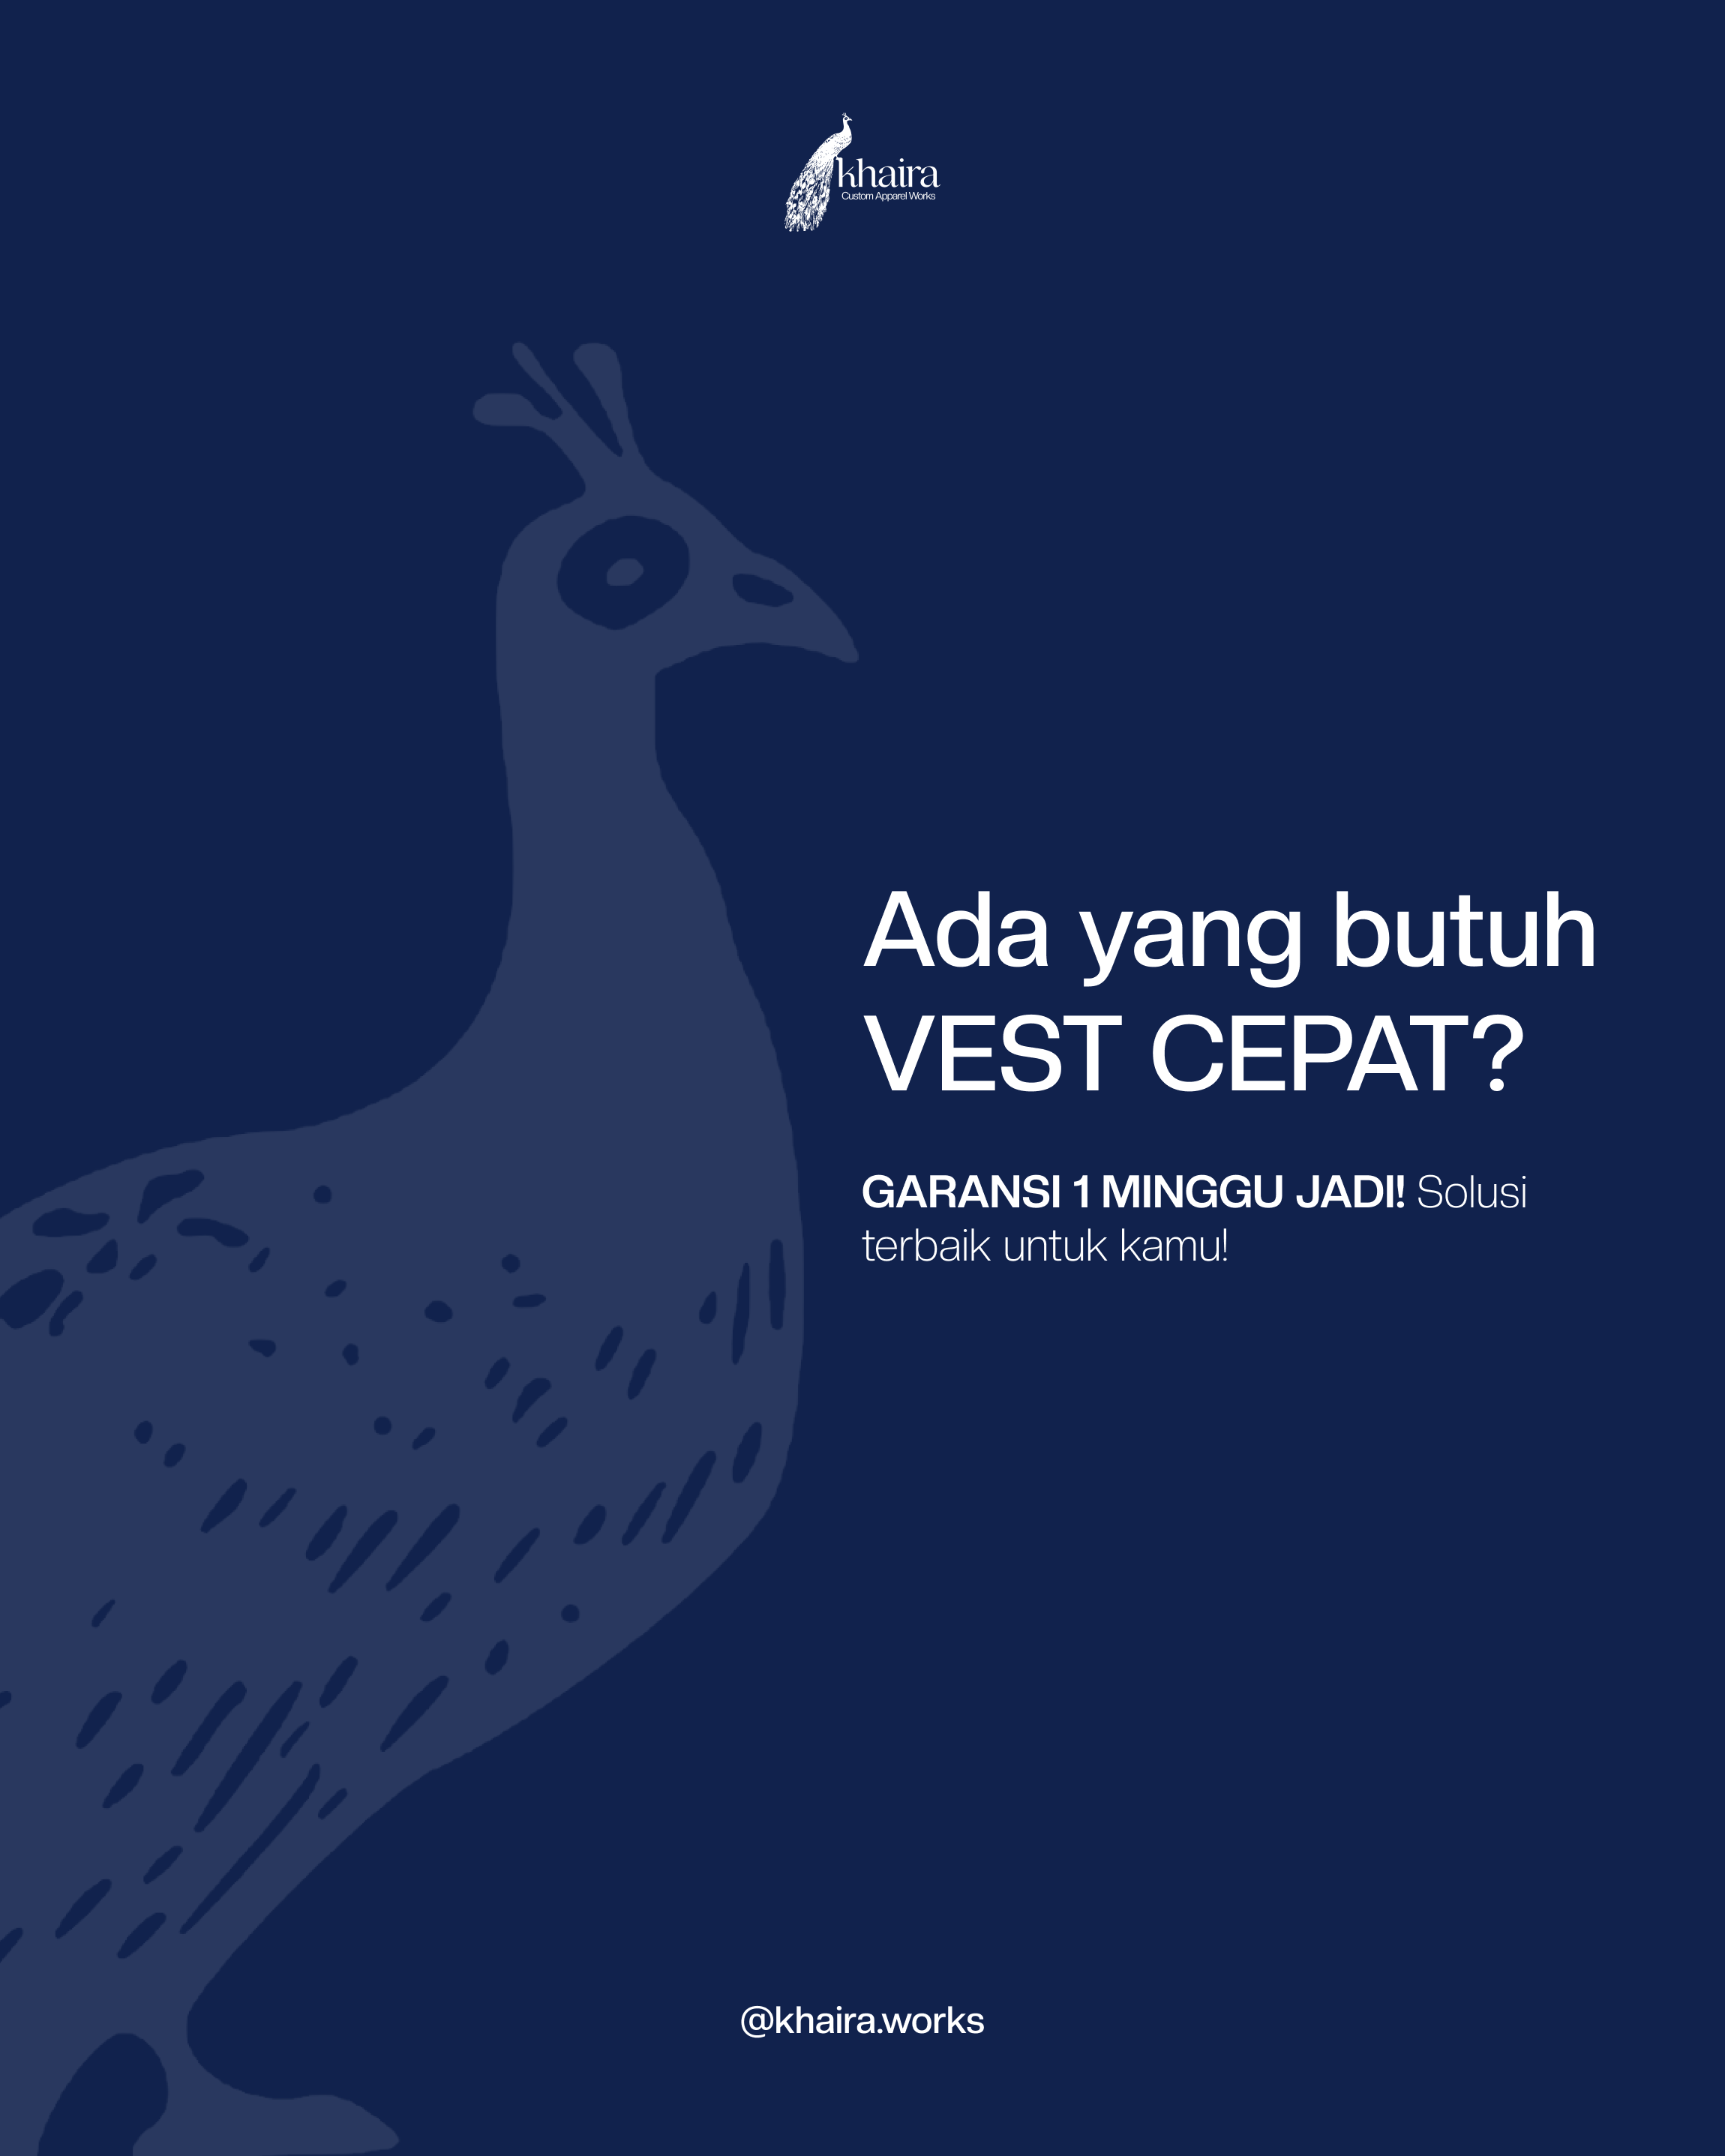 khaira
Custom Apparel Works
Ada yang butuh
VEST CEPAT?
GARANSI 1 MINGGU JADI! Solusi
terbaik untuk kamu!
@khaira.works